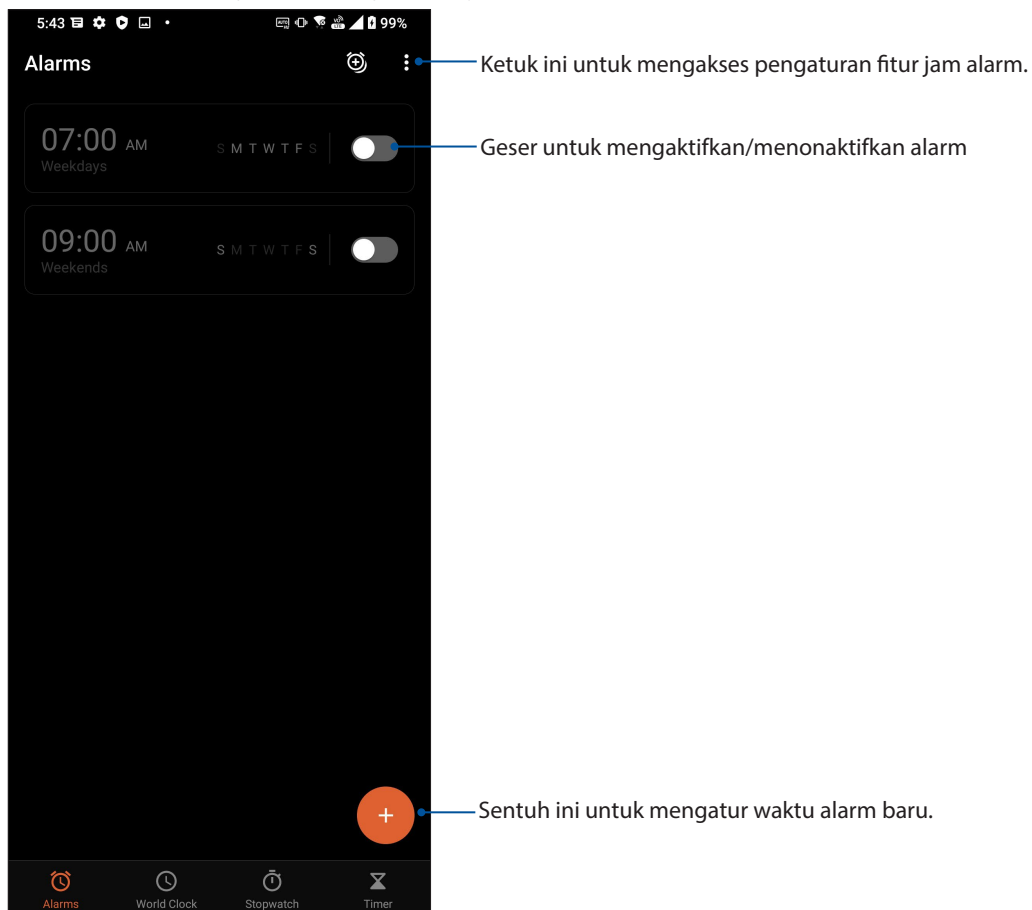 5:43 99%
Alarms
Ketuk ini untuk mengakses pengaturan fitur jam alarm.
07:00 AM S M T W T F S
Weekdays
Geser untuk mengaktifkan/menonaktifkan alarm
09:00 AM S M T W T F S
Weekends
+
Sentuh ini untuk mengatur waktu alarm baru.
Alarms World Clock Stopwatch Timer